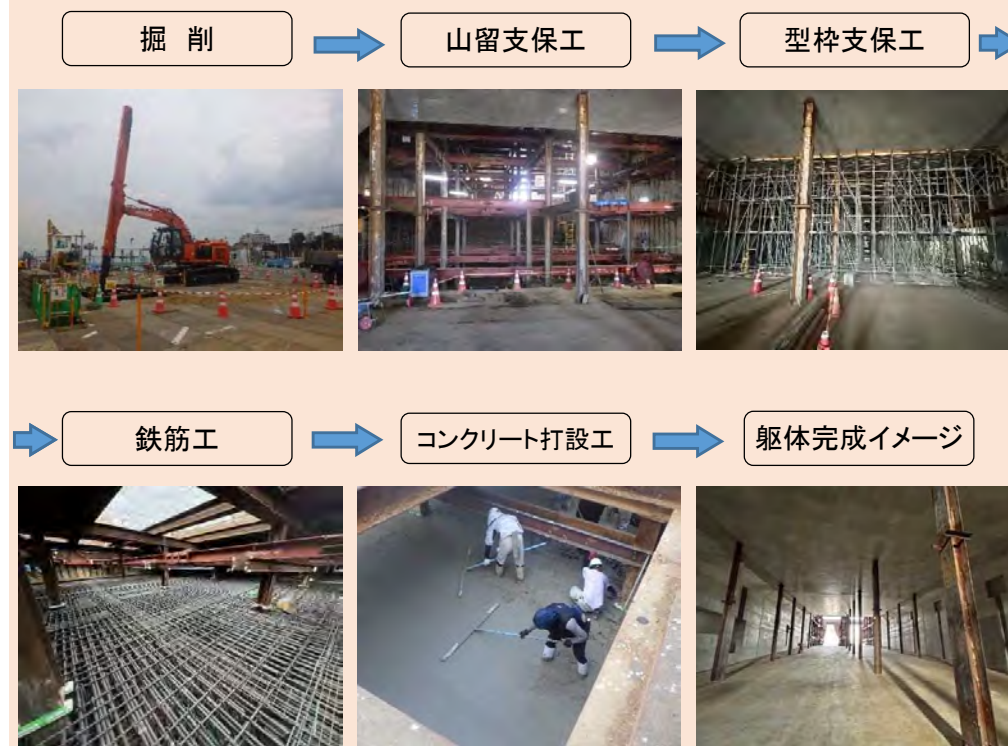 掘 削
山留支保工
型枠支保工
鉄筋工
コンクリート打設工
躯体完成イメージ